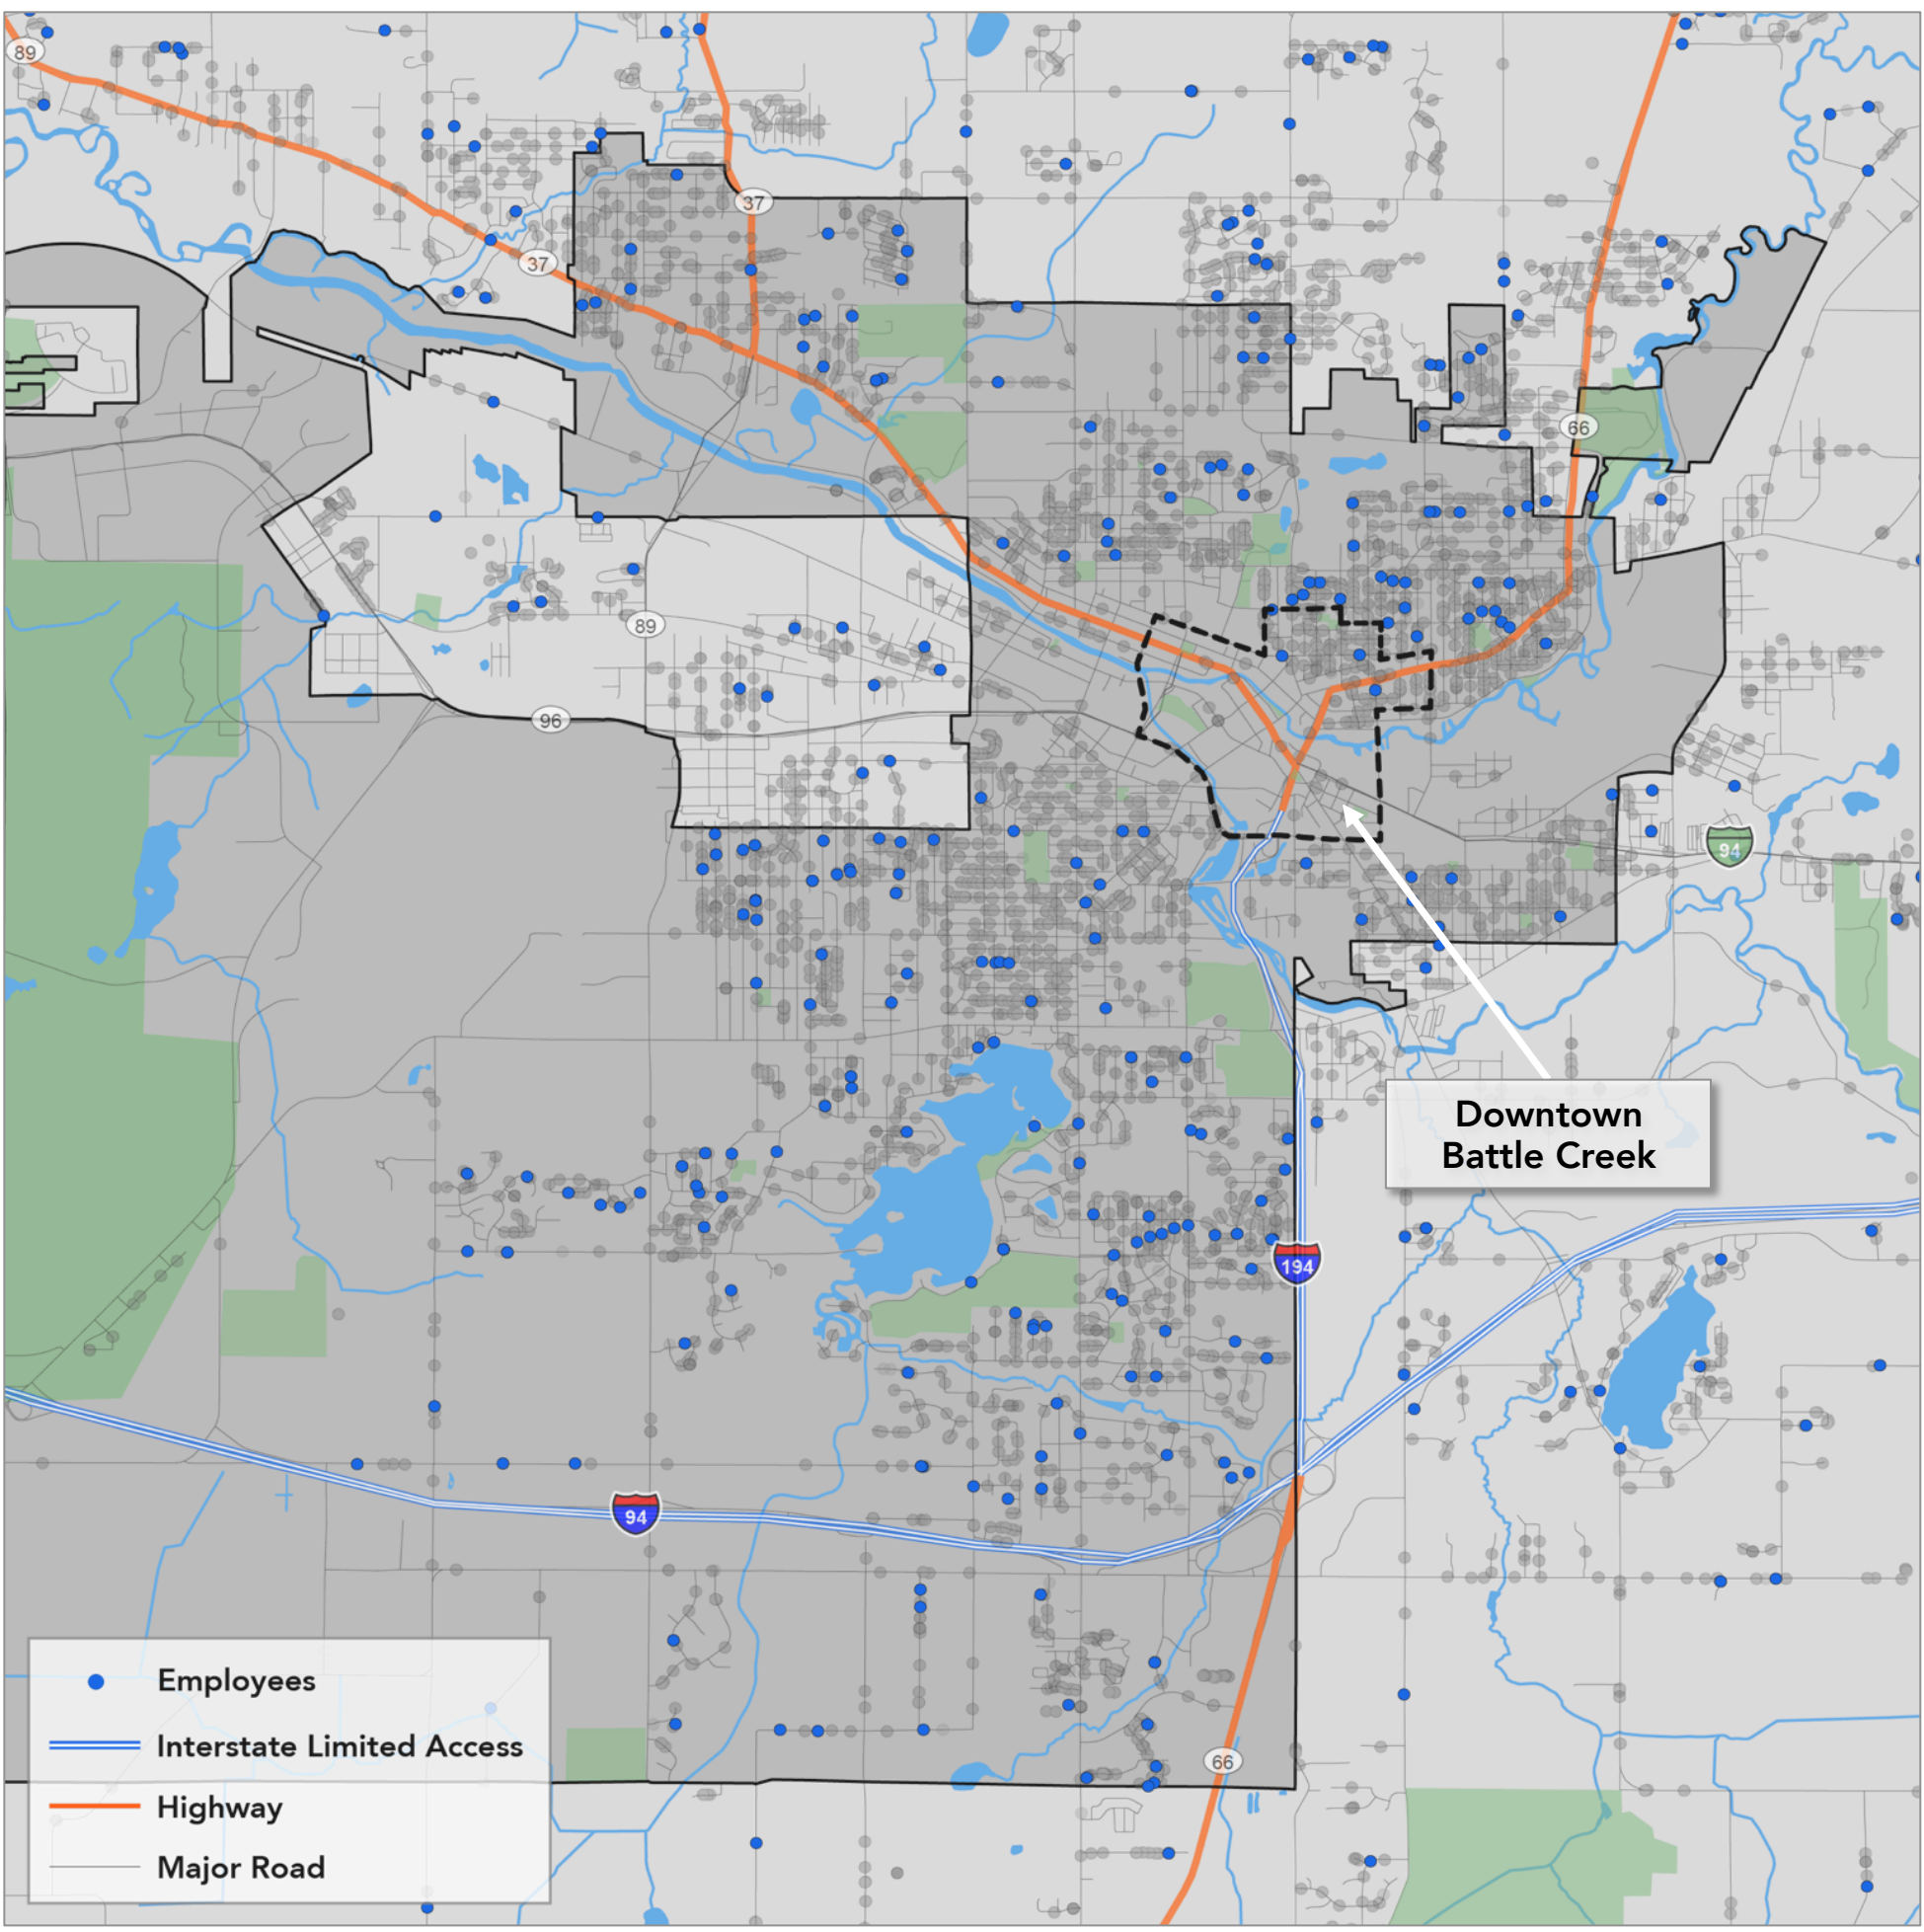 89
37
37
66
89
96
94
Downtown
Battle Creek
194
94
66
Employees
Interstate Limited Access
Highway
Major Road